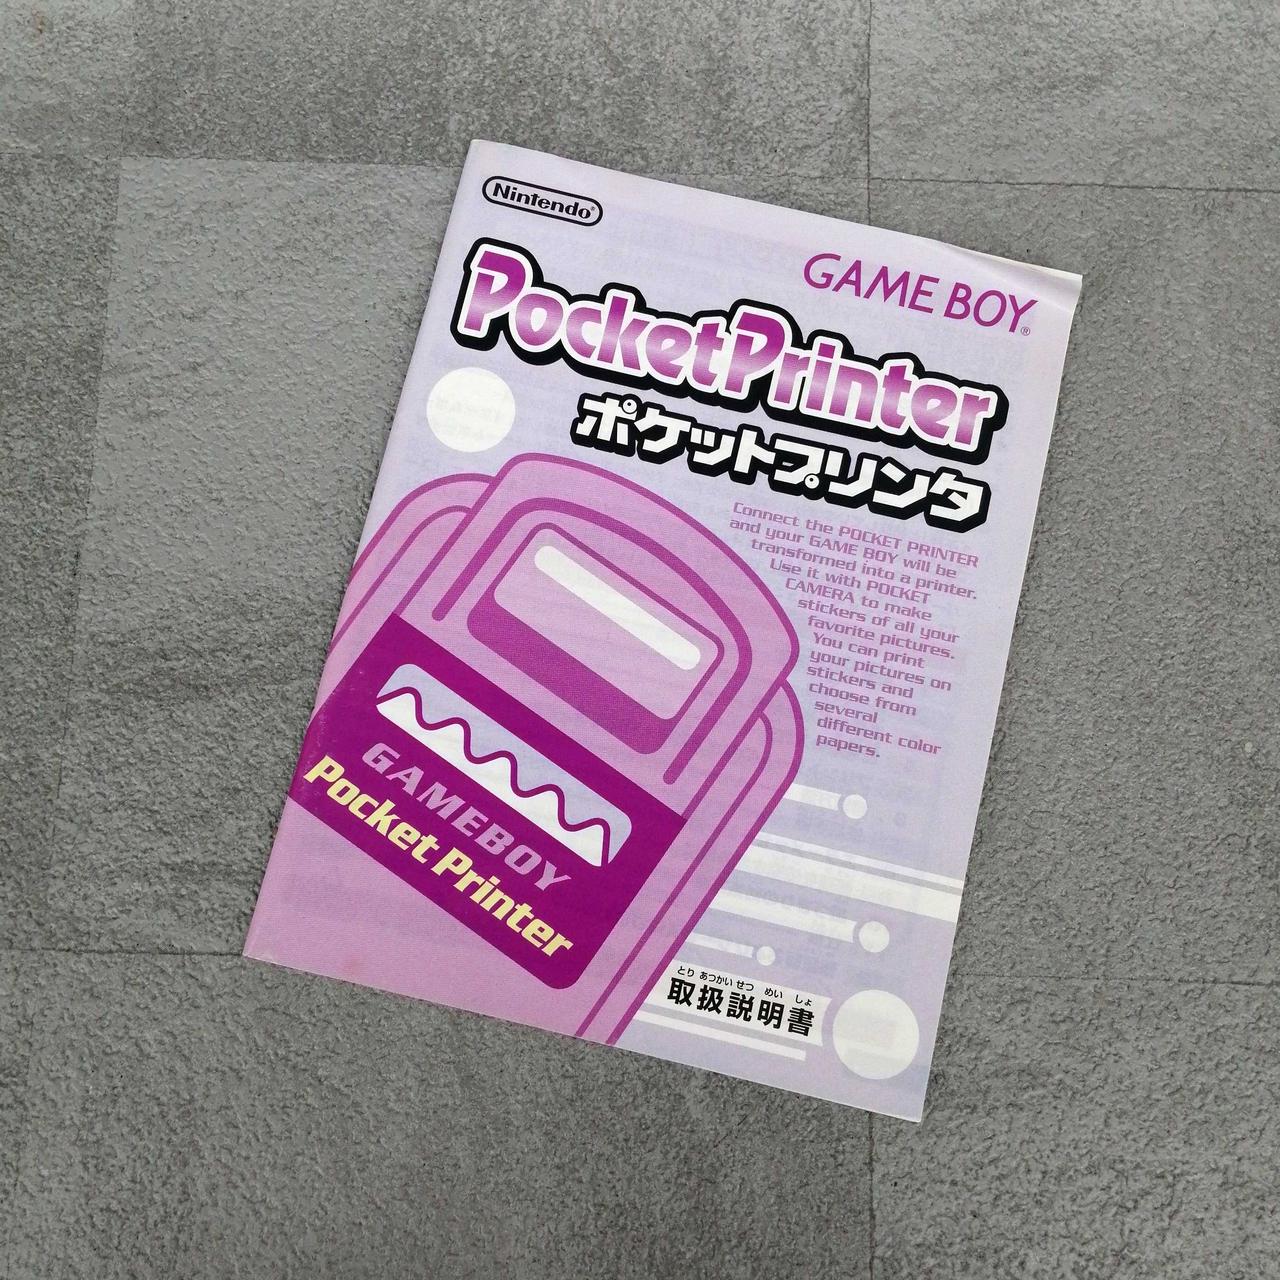 Nintendo®
GAME BOY®
PocketPrinter
ポケットプリンタ
Connect the POCKET PRINTER
and your GAME BOY will be
transformed into a printer.
Use it with POCKET
CAMERA to make
stickers of all your
favorite pictures.
You can print
your pictures on
stickers and
choose from
several
different color
papers.
GAMEBOY
Pocket Printer
とり あつかい せつ めい しょ
取扱説明書